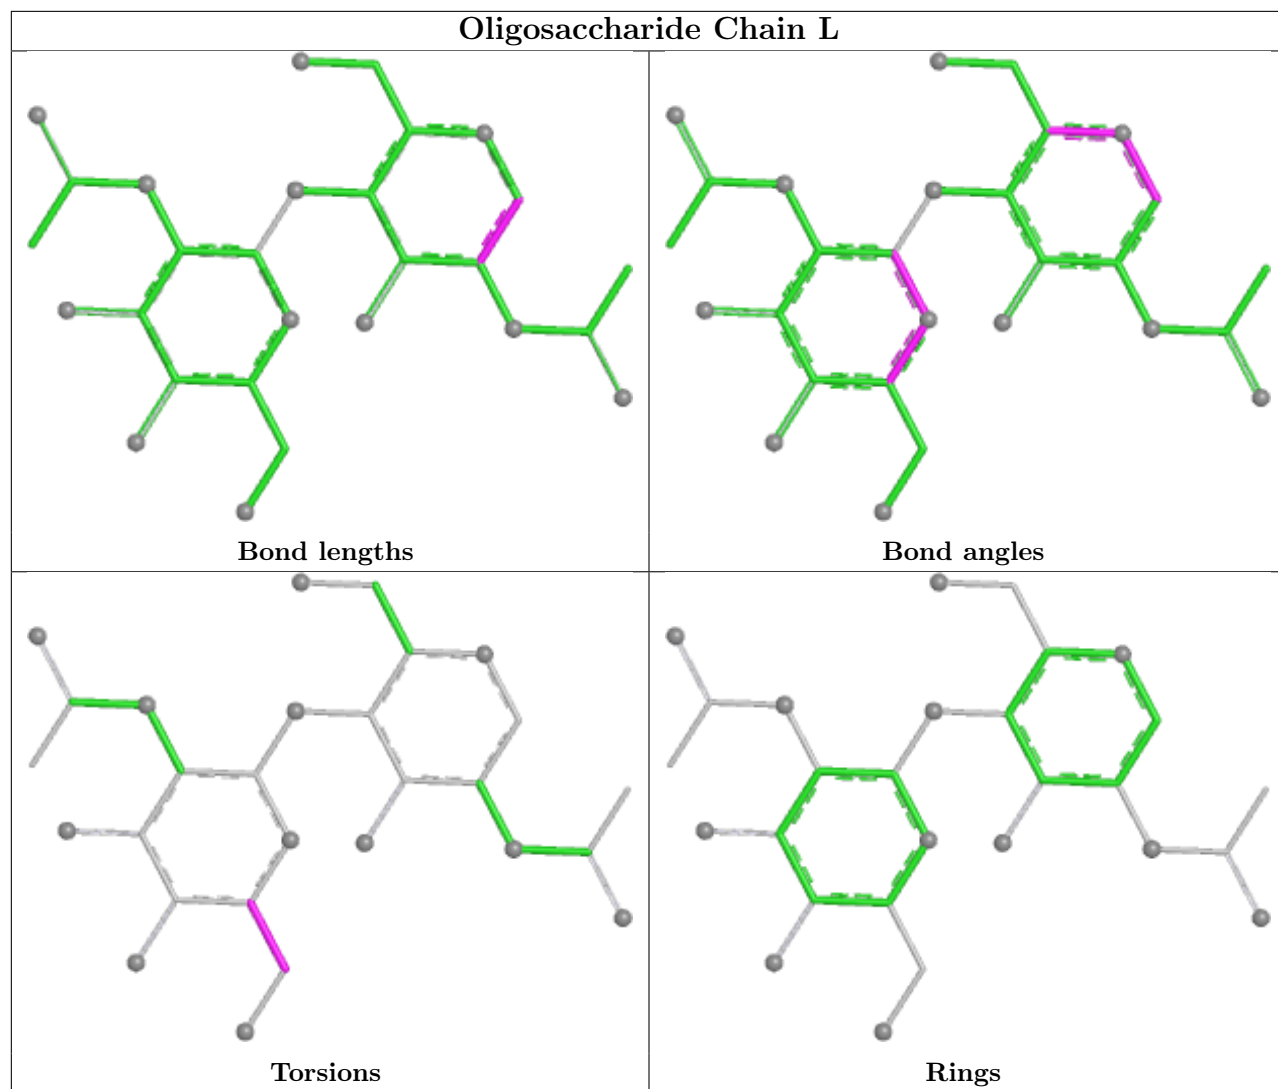 Oligosaccharide Chain L
Bond lengths
Bond angles
Torsions
Rings